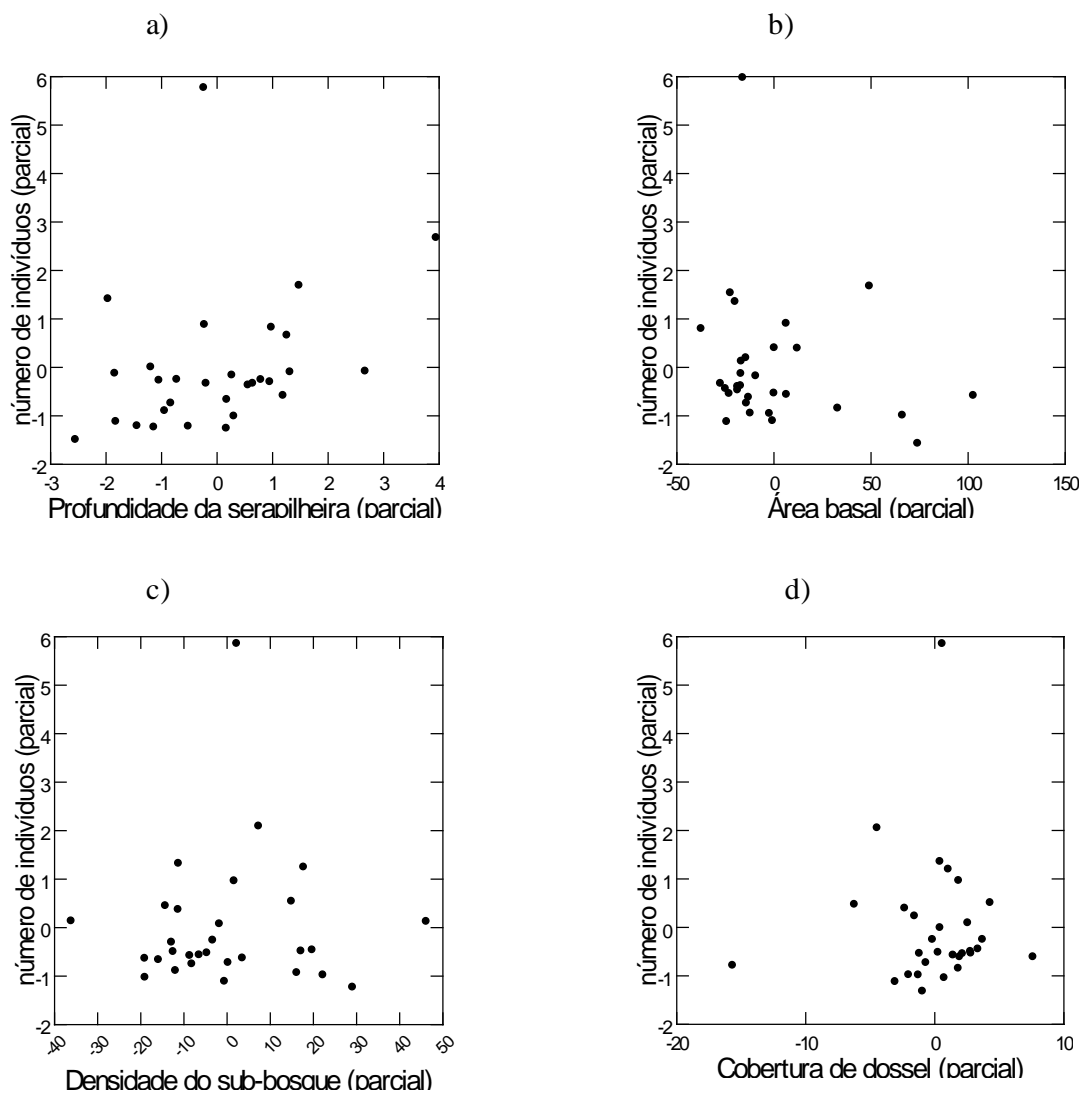 a)
b)
6
5
4
3
2
1
0
-1
-2
número de indivíduos (parcial)
-3 -2 -1 0 1 2 3 4
Profundidade da serapilheira (parcial)
6
5
4
3
2
1
0
-1
-2
número de indivíduos (parcial)
-50 0 50 100 150
Área basal (parcial)
c)
d)
6
5
4
3
2
1
0
-1
-2
número de indivíduos (parcial)
-40 -30 -20 -10 0 10 20 30 40 50
Densidade do sub-bosque (parcial)
6
5
4
3
2
1
0
-1
-2
número de indivíduos (parcial)
-20 -10 0 10
Cobertura de dossel (parcial)